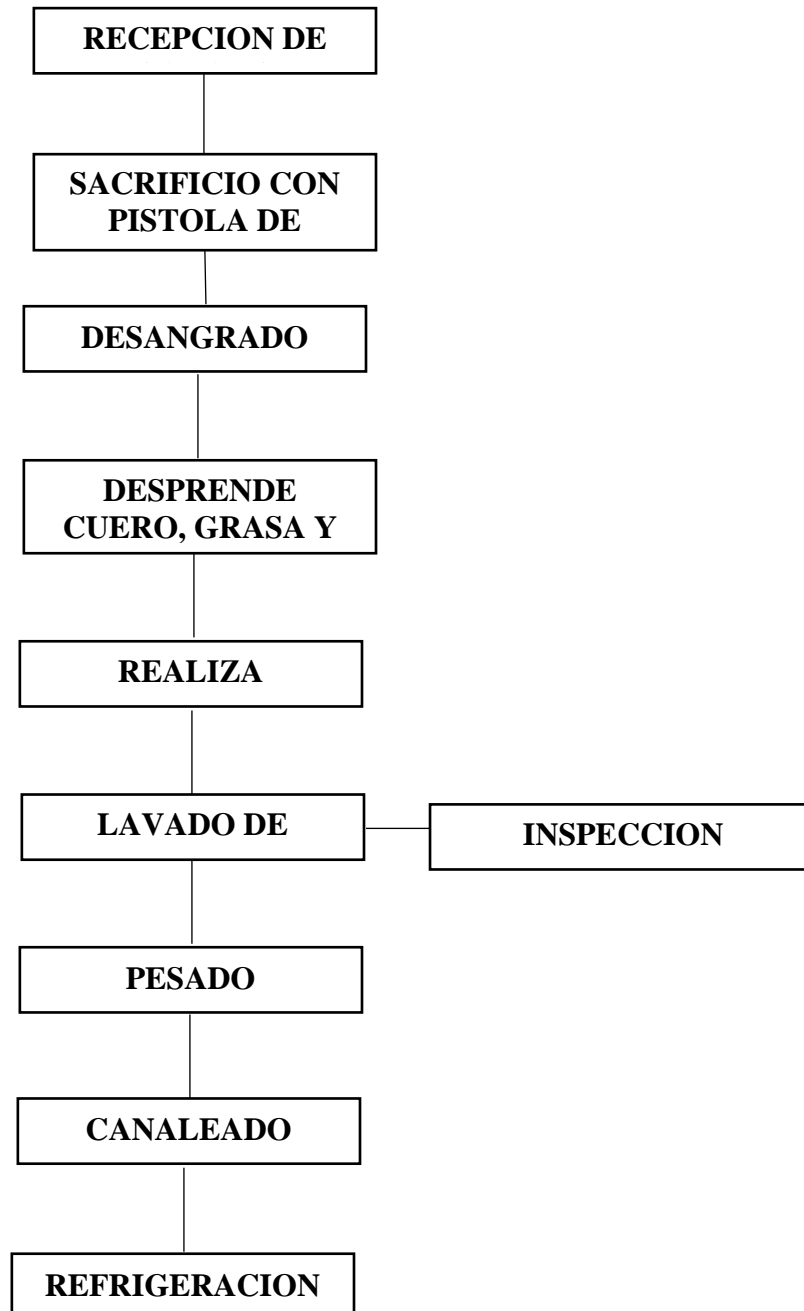 RECEPCION DE
SACRIFICIO CON
PISTOLA DE
DESANGRADO
DESPRENDE
CUERO, GRASA Y
REALIZA
LAVADO DE
INSPECCION
PESADO
CANALEADO
REFRIGERACION